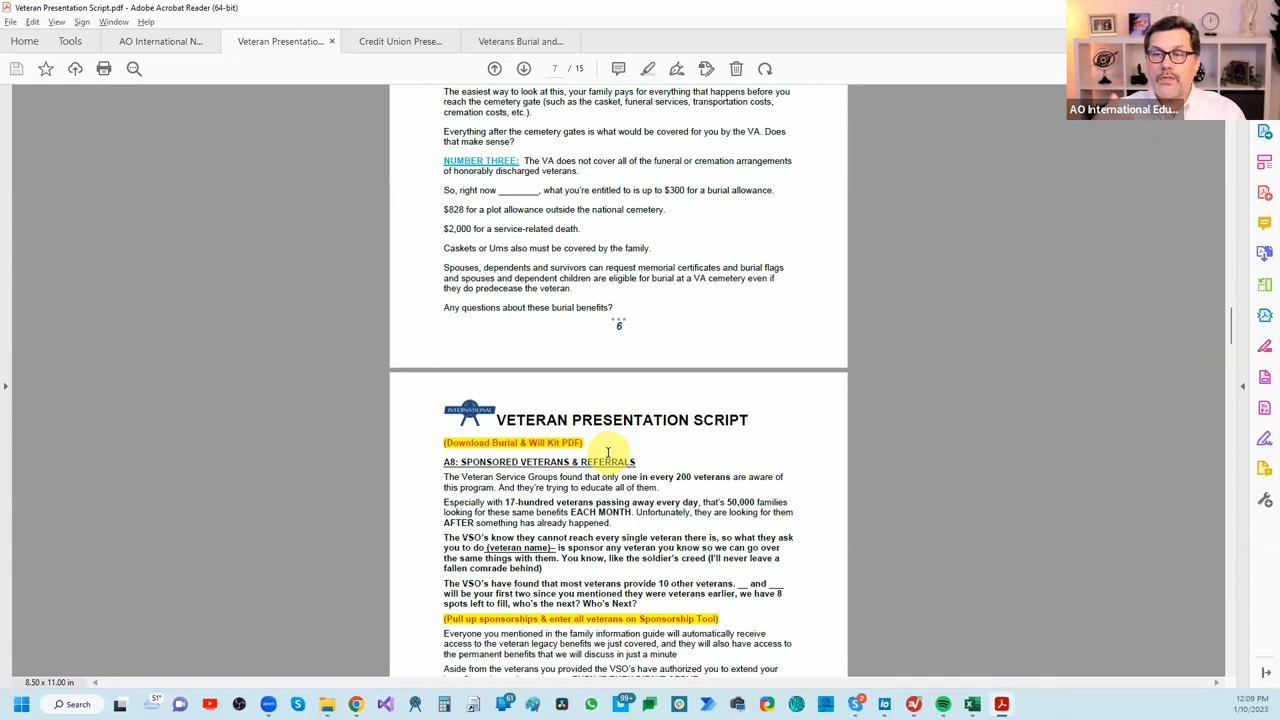 Veteran Presentation Script.pdf - Adobe Acrobat Reader (64-bit)
File Edit View Sign Window Help
Home Tools AO International N... Veteran Presentatio... × Credit Union Prese... Veterans Burial and...
7 / 15
AO International Edu...
The easiest way to look at this, your family pays for everything that happens before you
reach the cemetery gate (such as the casket, funeral services, transportation costs,
cremation costs, etc.).
Everything after the cemetery gates is what would be covered for you by the VA. Does
that make sense?
NUMBER THREE: The VA does not cover all of the funeral or cremation arrangements
of honorably discharged veterans.
So, right now ________, what you're entitled to is up to $300 for a burial allowance.
$828 for a plot allowance outside the national cemetery.
$2,000 for a service-related death.
Caskets or Urns also must be covered by the family.
Spouses, dependents and survivors can request memorial certificates and burial flags
and spouses and dependent children are eligible for burial at a VA cemetery even if
they do predecease the veteran.
Any questions about these burial benefits?
6
INTERNATIONAL
VETERAN PRESENTATION SCRIPT
(Download Burial & Will Kit PDF)
A8: SPONSORED VETERANS & REFERRALS
The Veteran Service Groups found that only one in every 200 veterans are aware of
this program. And they're trying to educate all of them.
Especially with 17-hundred veterans passing away every day, that's 50,000 families
looking for these same benefits EACH MONTH. Unfortunately, they are looking for them
AFTER something has already happened.
The VSO's know they cannot reach every single veteran there is, so what they ask
you to do (veteran name)– is sponsor any veteran you know so we can go over
the same things with them. You know, like the soldier's creed (I'll never leave a
fallen comrade behind)
The VSO's have found that most veterans provide 10 other veterans. __ and ___
will be your first two since you mentioned they were veterans earlier, we have 8
spots left to fill, who's the next? Who's Next?
(Pull up sponsorships & enter all veterans on Sponsorship Tool)
Everyone you mentioned in the family information guide will automatically receive
access to the veteran legacy benefits we just covered, and they will also have access to
the permanent benefits that we will discuss in just a minute
Aside from the veterans you provided the VSO's have authorized you to extend your
8.50 x 11.00 in
Search
51°
61
99+
2
12:09 PM
1/10/2023